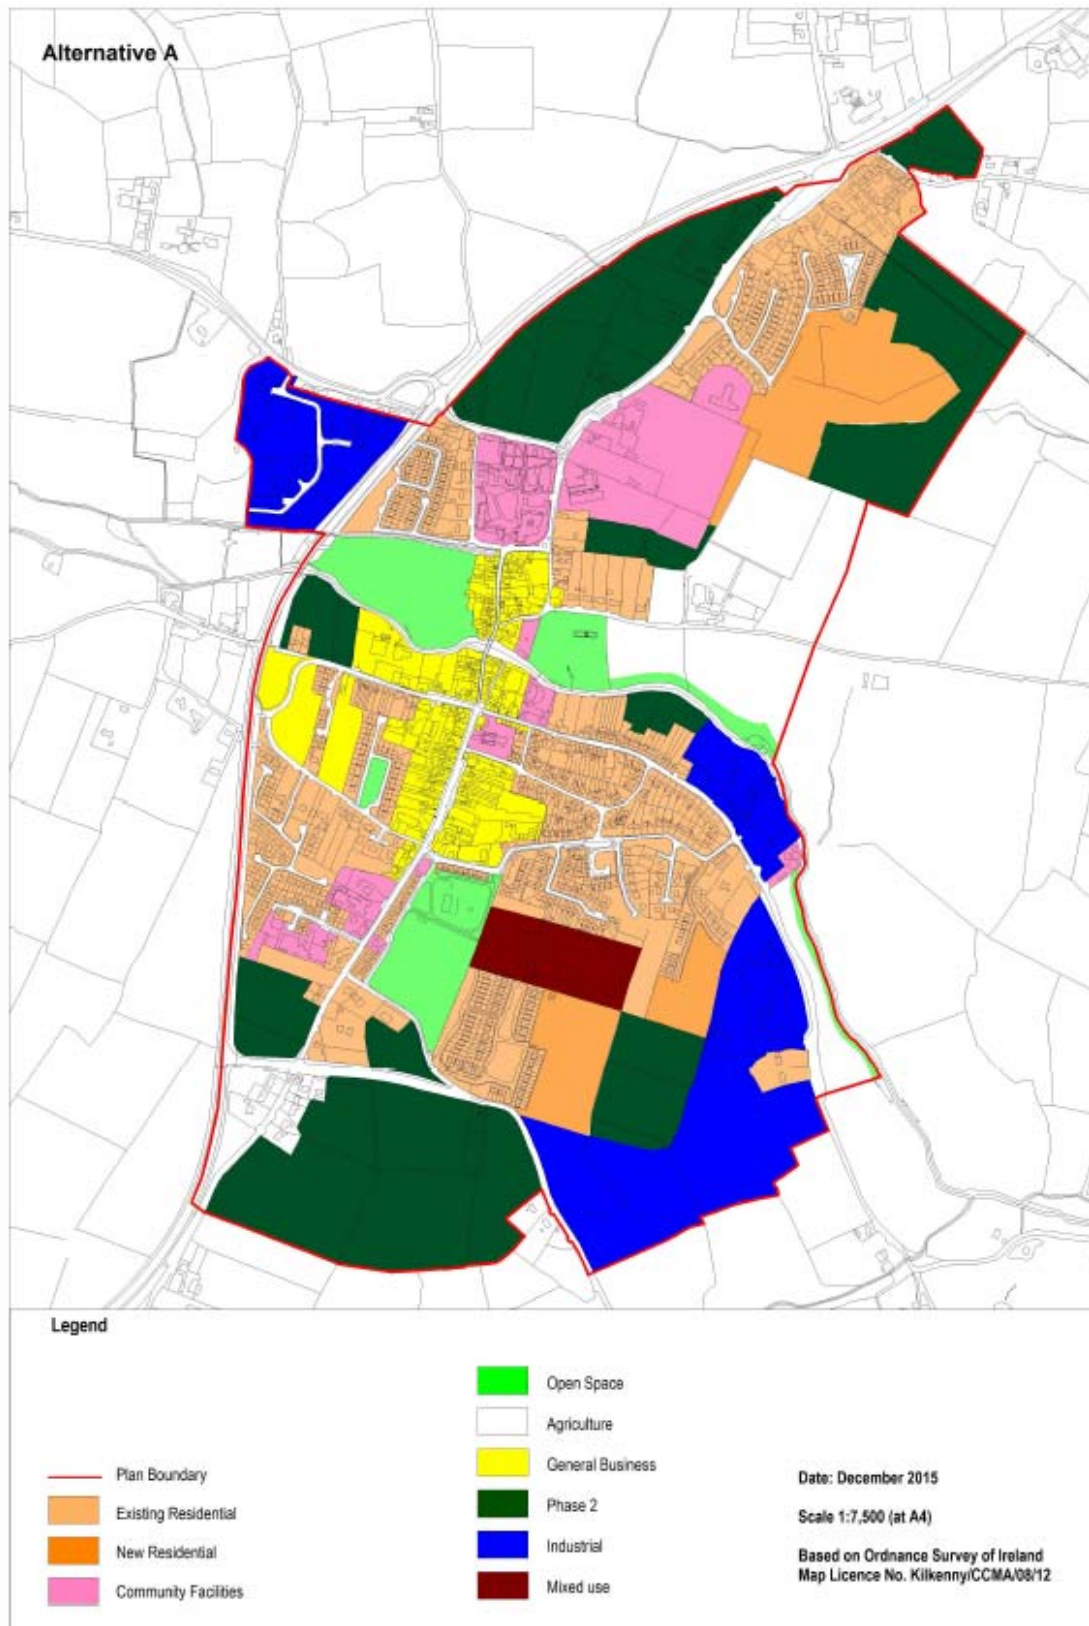 Alternative A
Legend
Plan Boundary
Existing Residential
New Residential
Community Facilities
Open Space
Agriculture
General Business
Phase 2
Industrial
Mixed use
Date: December 2015
Scale 1:7,500 (at A4)
Based on Ordnance Survey of Ireland
Map Licence No. Kilkenny/CCMA/08/12